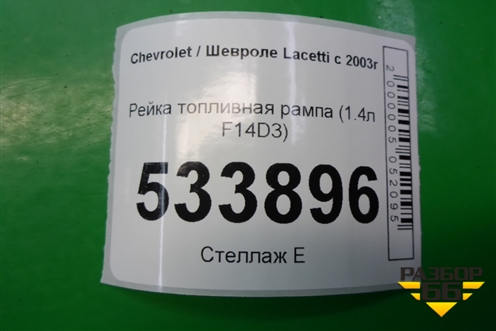 Chevrolet / Шевроле Lacetti с 2003г
Рейка топливная рампа (1.4л
F14D3)
533896
Стеллаж Е
2000005052095
РАЗБОР
66